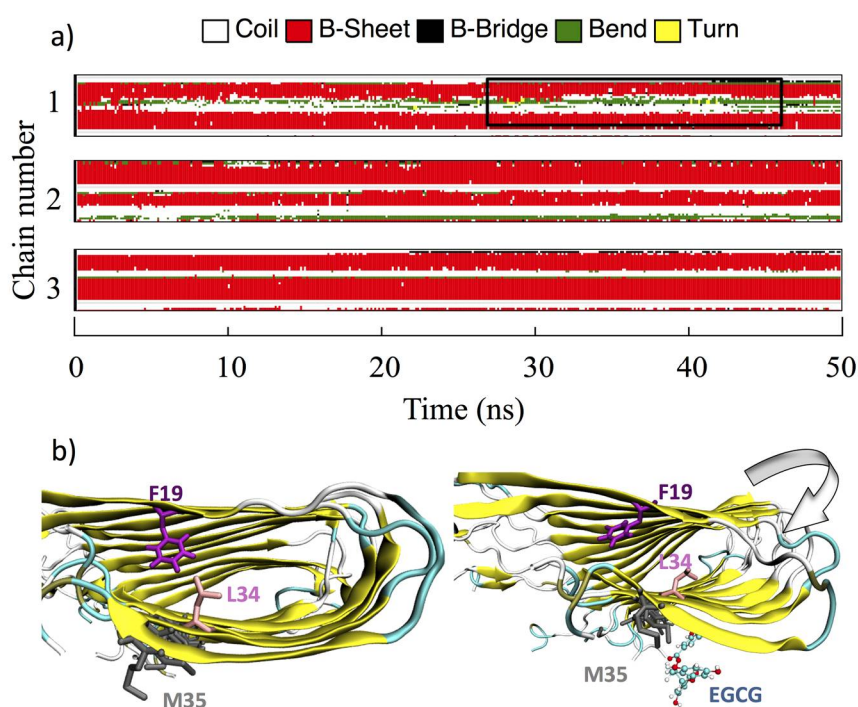 a)
Coil B-Sheet B-Bridge Bend Turn
Chain number
1
2
3
0 10 20 30 40 50
Time (ns)
b)
F19
L34
M35
F19
L34
M35
EGCG